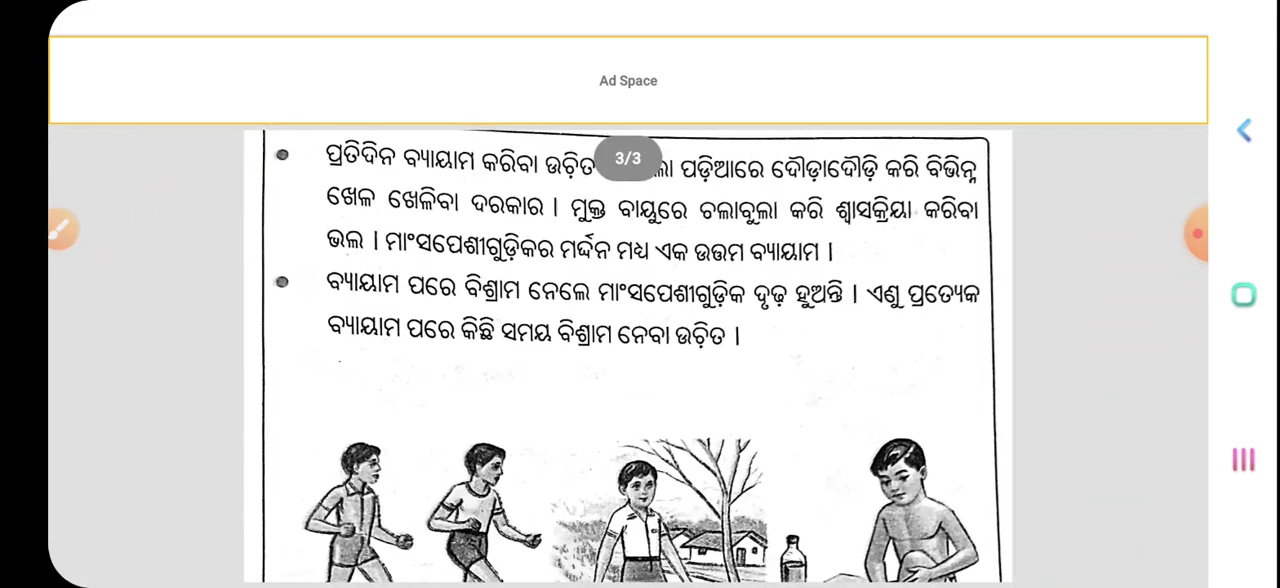 Ad Space
3/3
ପ୍ରତିଦିନ ବ୍ୟାୟାମ କରିବା ଉଚିତ ପଡ଼ିଆରେ ଦୌଡ଼ାଦୌଡ଼ି କରି ବିଭିନ୍ନ
ଖେଳ ଖେଳିବା ଦରକାର । ମୁକ୍ତ ବାୟୁରେ ଚଲାବୁଲା କରି ଶ୍ୱାସକ୍ରିୟା କରିବା
ଭଲ । ମାଂସପେଶୀଗୁଡ଼ିକର ମର୍ଦ୍ଦନ ମଧ୍ୟ ଏକ ଉତ୍ତମ ବ୍ୟାୟାମ ।
ବ୍ୟାୟାମ ପରେ ବିଶ୍ରାମ ନେଲେ ମାଂସପେଶୀଗୁଡ଼ିକ ଦୃଢ଼ ହୁଅନ୍ତି । ଏଣୁ ପ୍ରତ୍ୟେକ
ବ୍ୟାୟାମ ପରେ କିଛି ସମୟ ବିଶ୍ରାମ ନେବା ଉଚିତ ।